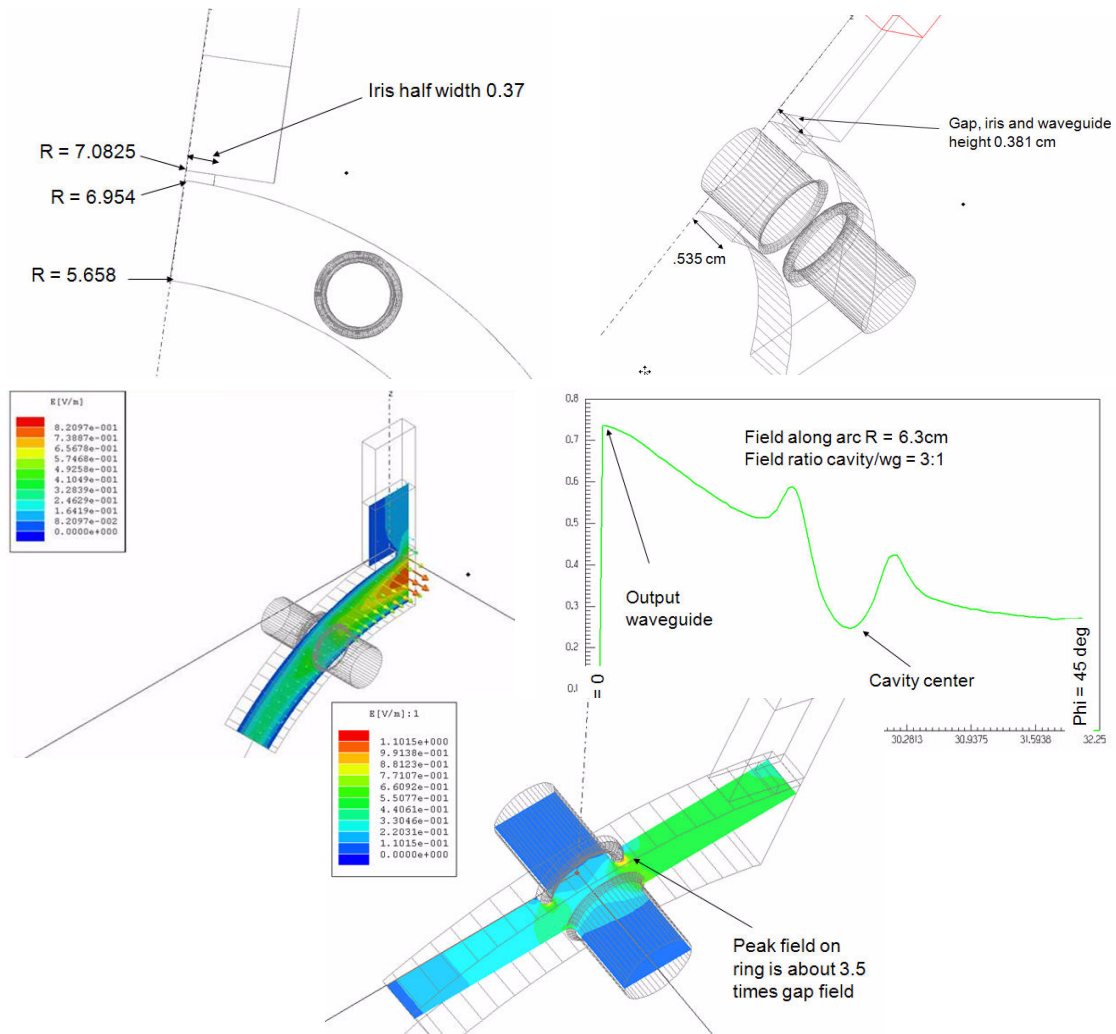 z
Iris half width 0.37
R = 7.0825
R = 6.954
R = 5.658
z
Gap, iris and waveguide
height 0.381 cm
.535 cm
E[V/m]
8.2097e-001
7.3887e-001
6.5678e-001
5.7468e-001
4.9258e-001
4.1049e-001
3.2839e-001
2.4629e-001
1.6419e-001
8.2097e-002
0.0000e+000
z
0.8
0.7
0.6
0.5
0.4
0.3
0.2
0.1
Field along arc R = 6.3cm
Field ratio cavity/wg = 3:1
Output
waveguide
Cavity center
= 0
Phi = 45 deg
30.2813
30.9375
31.5938
32.25
E[V/m]:1
1.1015e+000
9.9138e-001
8.8123e-001
7.7107e-001
6.6092e-001
5.5077e-001
4.4061e-001
3.3046e-001
2.2031e-001
1.1015e-001
0.0000e+000
Peak field on
ring is about 3.5
times gap field